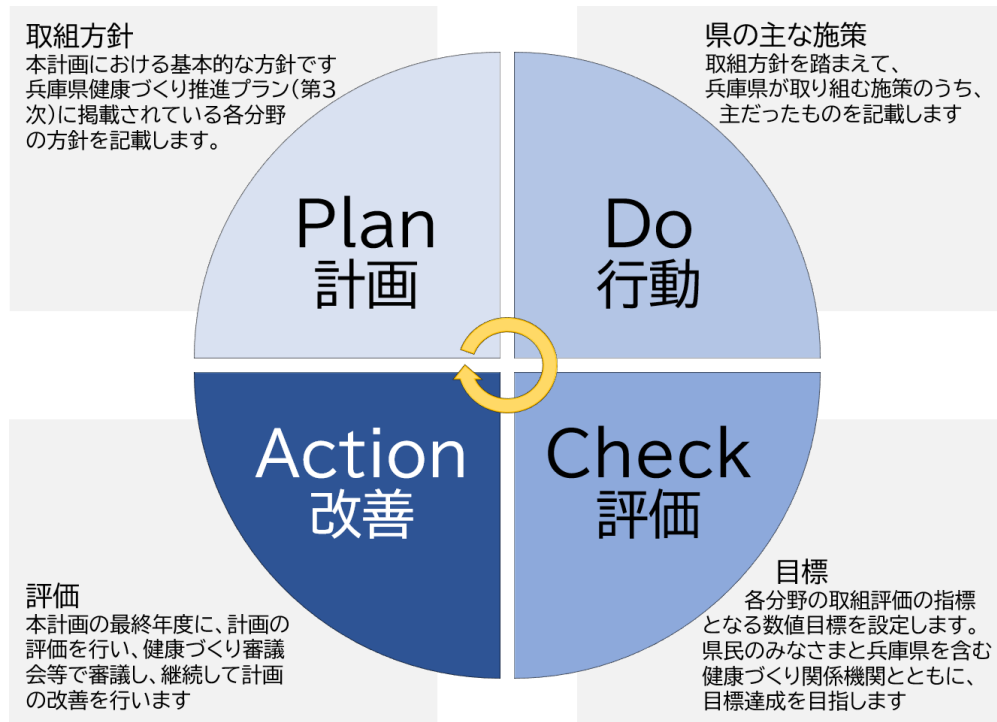 取組方針
本計画における基本的な方針です
兵庫県健康づくり推進プラン(第3
次)に掲載されている各分野
の方針を記載します。
県の主な施策
取組方針を踏まえて、
兵庫県が取り組む施策のうち、
主だったものを記載します
Plan
計画
Do
行動
Action
改善
Check
評価
評価
本計画の最終年度に、計画の
評価を行い、健康づくり審議
会等で審議し、継続して計画
の改善を行います
目標
各分野の取組評価の指標
となる数値目標を設定します。
県民のみなさまと兵庫県を含む
健康づくり関係機関とともに、
目標達成を目指します